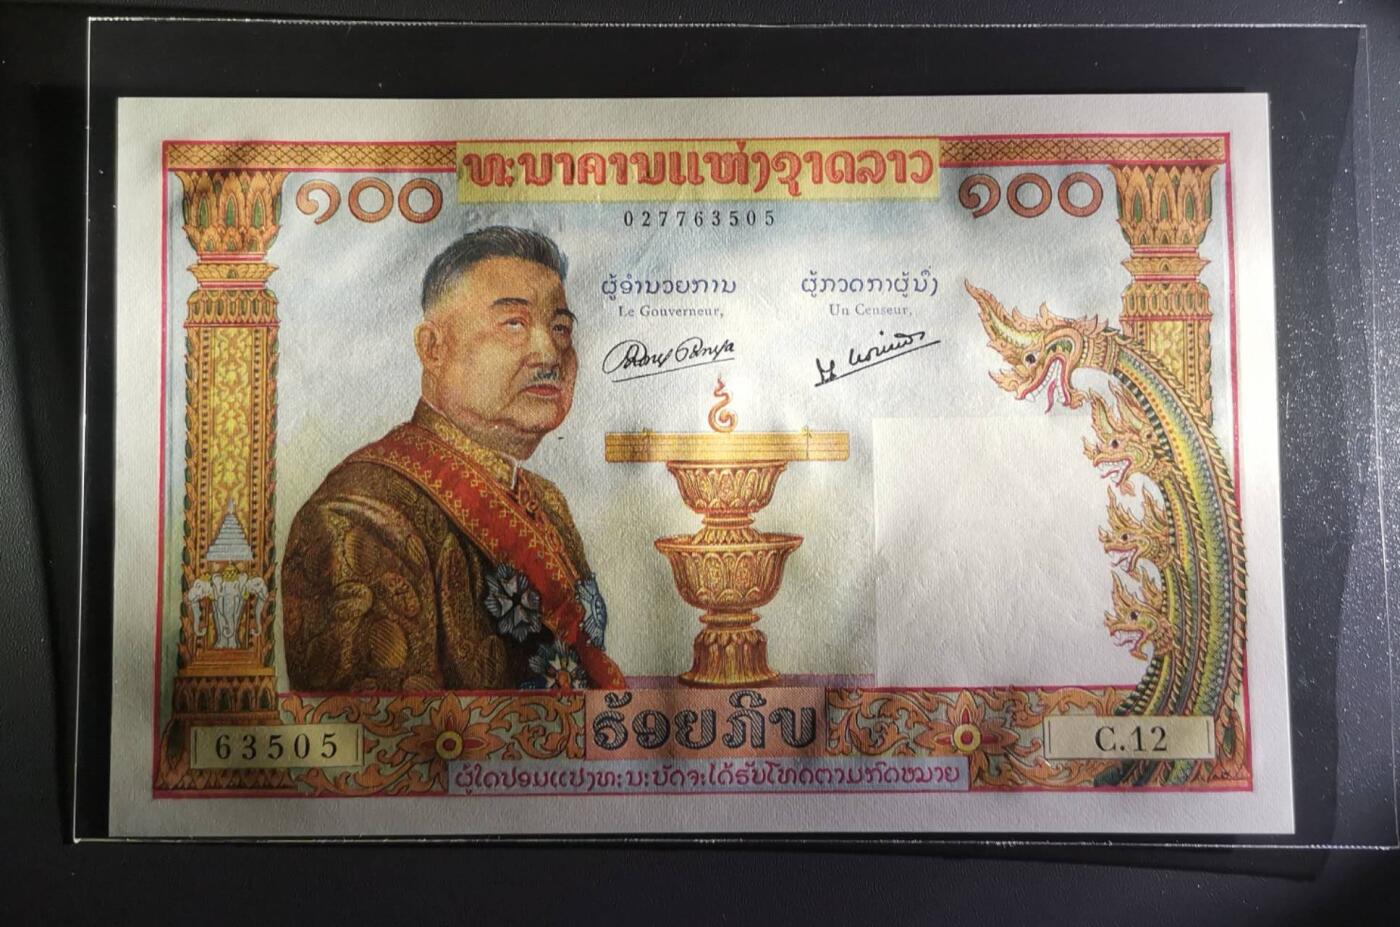 ທະນາຄານແຫ່ງຊາດລາວ
໑໐໐
໑໐໐
027763505
ຜູ້ອຳນວຍການ
Le Gouverneur,
ຜູ້ກວດກາຜູ້ນຶ່ງ
Un Censeur,
63505
ຮ້ອຍກີບ
C.12
ຜູ້ໃດປອມແປງທະນະບັດຈະໄດ້ຮັບໂທດຕາມກົດໝາຍ